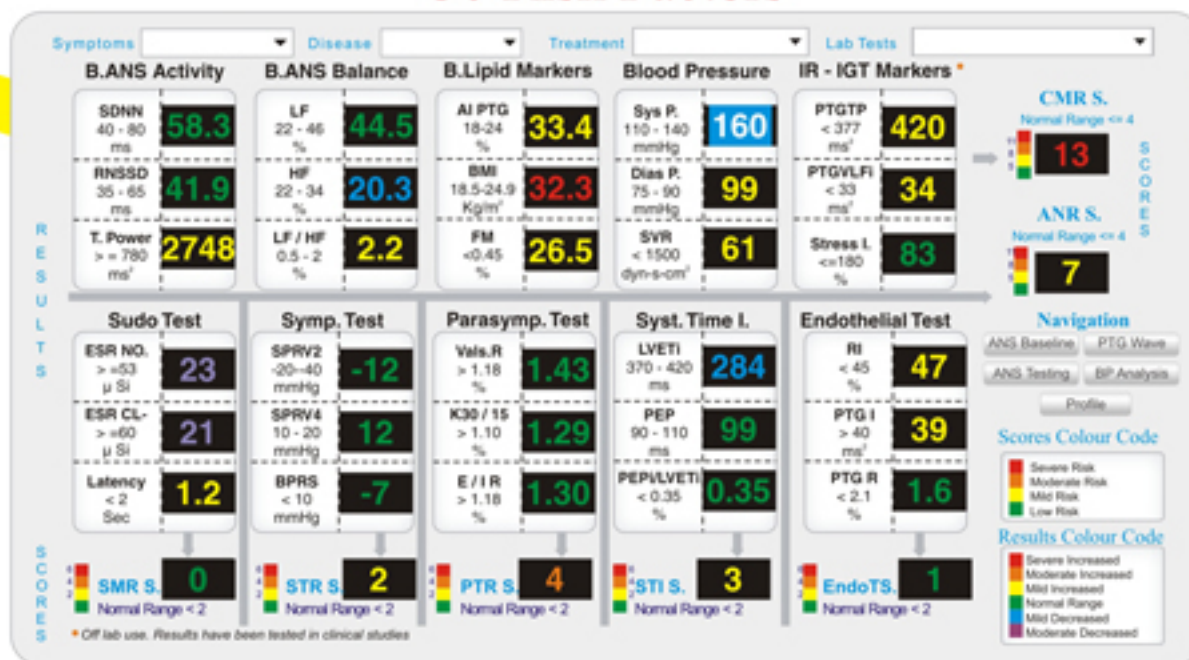 Symptoms Disease Treatment Lab Tests
B.ANS Activity B.ANS Balance B.Lipid Markers Blood Pressure IR - IGT Markers *
SDNN
40 - 80
ms
58.3
RNSSD
35 - 65
ms
41.9
T. Power
> = 780
ms²
2748
LF
22 - 46
%
44.5
HF
22 - 34
%
20.3
LF / HF
0.5 - 2
%
2.2
AI PTG
18-24
%
33.4
BMI
18.5-24.9
Kg/m²
32.3
FM
<0.45
%
26.5
Sys P.
110 - 140
mmHg
160
Dias P.
75 - 90
mmHg
99
SVR
< 1500
dyn-s-cm²
61
PTGTP
< 377
ms²
420
PTGVLFi
< 33
ms²
34
Stress I.
<=180
%
83
CMR S.
Normal Range <= 4
13
ANR S.
Normal Range <= 4
7
SCORES
RESULTS
Sudo Test Symp. Test Parasymp. Test Syst. Time I. Endothelial Test
ESR NO.
> =53
µ Si
23
ESR CL-
> =60
µ Si
21
Latency
< 2
Sec
1.2
SPRV2
-20--40
mmHg
-12
SPRV4
10 - 20
mmHg
12
BPRS
< 10
mmHg
-7
Vals.R
> 1.18
%
1.43
K30 / 15
> 1.10
%
1.29
E / I R
> 1.18
%
1.30
LVETi
370 - 420
ms
284
PEP
90 - 110
ms
99
PEPi/LVETi
< 0.35
%
0.35
RI
< 45
%
47
PTG I
> 40
ms²
39
PTG R
< 2.1
%
1.6
Navigation
ANS Baseline PTG Wave
ANS Testing BP Analysis
Profile
Scores Colour Code
Severe Risk
Moderate Risk
Mild Risk
Low Risk
Results Colour Code
Severe Increased
Moderate Increased
Mild Increased
Normal Range
Mild Decreased
Moderate Decreased
SCORES
SMR S. 0
Normal Range < 2
STR S. 2
Normal Range < 2
PTR S. 4
Normal Range < 2
STI S. 3
Normal Range < 2
EndoTS. 1
Normal Range < 2
* Off lab use. Results have been tested in clinical studies